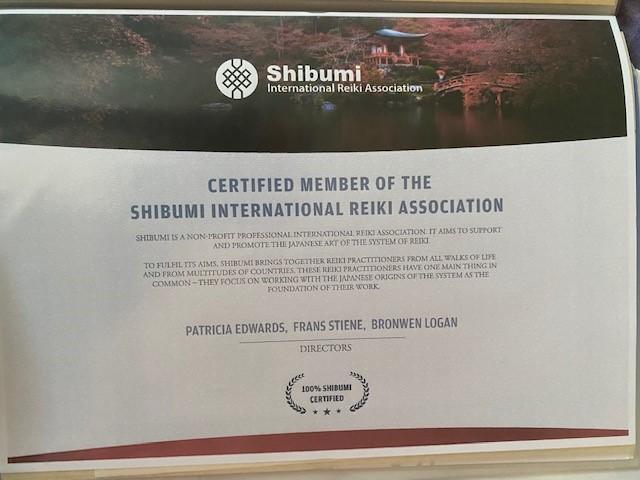 Shibumi
International Reiki Association
CERTIFIED MEMBER OF THE
SHIBUMI INTERNATIONAL REIKI ASSOCIATION
SHIBUMI IS A NON-PROFIT PROFESSIONAL INTERNATIONAL REIKI ASSOCIATION. IT AIMS TO SUPPORT
AND PROMOTE THE JAPANESE ART OF THE SYSTEM OF REIKI.
TO FULFIL ITS AIMS, SHIBUMI BRINGS TOGETHER REIKI PRACTITIONERS FROM ALL WALKS OF LIFE
AND FROM MULTITUDES OF COUNTRIES. THESE REIKI PRACTITIONERS HAVE ONE MAIN THING IN
COMMON – THEY FOCUS ON WORKING WITH THE JAPANESE ORIGINS OF THE SYSTEM AS THE
FOUNDATION OF THEIR WORK.
PATRICIA EDWARDS, FRANS STIENE, BRONWEN LOGAN
DIRECTORS
100% SHIBUMI
CERTIFIED